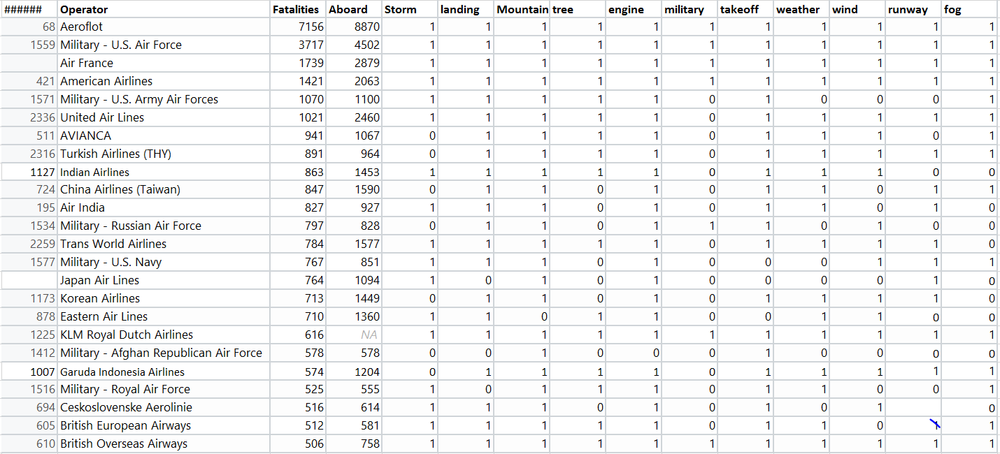 ###### Operator Fatalities Aboard Storm landing Mountain tree engine military takeoff weather wind runway fog
68 Aeroflot 7156 8870 1 1 1 1 1 1 1 1 1 1 1
1559 Military - U.S. Air Force 3717 4502 1 1 1 1 1 1 1 1 1 1 1
Air France 1739 2879 1 1 1 1 1 1 1 1 1 1 1
421 American Airlines 1421 2063 1 1 1 1 1 1 1 1 1 1 1
1571 Military - U.S. Army Air Forces 1070 1100 1 1 1 1 1 0 1 0 0 0 1
2336 United Air Lines 1021 2460 1 1 1 1 1 0 1 1 1 1 1
511 AVIANCA 941 1067 0 1 1 1 1 0 1 1 1 0 1
2316 Turkish Airlines (THY) 891 964 0 1 1 1 1 0 1 1 1 1 1
1127 Indian Airlines 863 1453 1 1 1 1 1 0 1 1 1 0 0
724 China Airlines (Taiwan) 847 1590 0 1 1 0 1 0 1 1 0 1 1
195 Air India 827 927 1 1 1 0 1 0 1 1 0 1 0
1534 Military - Russian Air Force 797 828 0 1 1 0 1 1 1 0 1 0 0
2259 Trans World Airlines 784 1577 1 1 1 1 1 0 1 1 1 1 0
1577 Military - U.S. Navy 767 851 1 1 1 0 1 0 0 0 1 1 1
Japan Air Lines 764 1094 1 0 1 0 1 0 0 0 0 1 0
1173 Korean Airlines 713 1449 0 1 1 0 1 0 1 1 1 1 0
878 Eastern Air Lines 710 1360 1 1 0 1 1 0 0 1 1 0 0
1225 KLM Royal Dutch Airlines 616 NA 1 1 1 1 1 1 1 1 1 1 1
1412 Military - Afghan Republican Air Force 578 578 0 0 1 0 0 0 1 0 0 0 0
1007 Garuda Indonesia Airlines 574 1204 0 1 1 1 1 0 1 1 1 1 1
1516 Military - Royal Air Force 525 555 1 0 1 1 1 0 1 1 0 0 1
694 Ceskoslovenske Aerolinie 516 614 1 1 1 0 1 0 1 0 1 0
605 British European Airways 512 581 1 1 1 1 1 0 1 1 0 1 1
610 British Overseas Airways 506 758 1 1 1 1 1 1 1 1 1 1 1